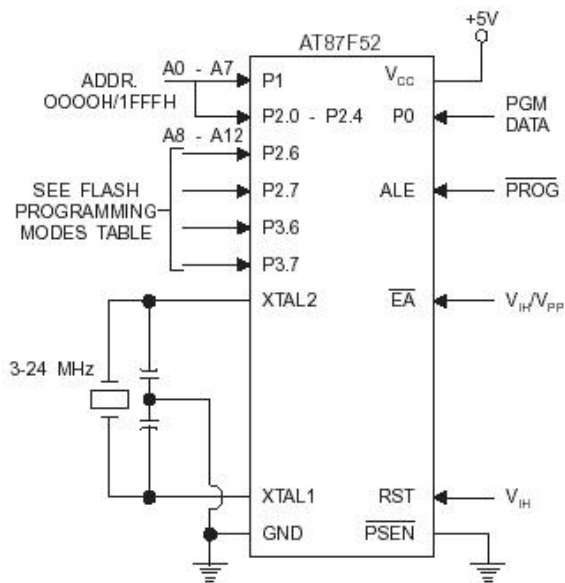 +5V
AT87F52
A0 - A7
ADDR.
0000H/1FFFH
P1
VCC
P2.0 - P2.4
P0
PGM
DATA
A8 - A12
P2.6
SEE FLASH
PROGRAMMING
MODES TABLE
P2.7
ALE
PROG
P3.6
P3.7
XTAL2
EA
VIH/VPP
3-24 MHz
XTAL1
RST
VIH
GND
PSEN